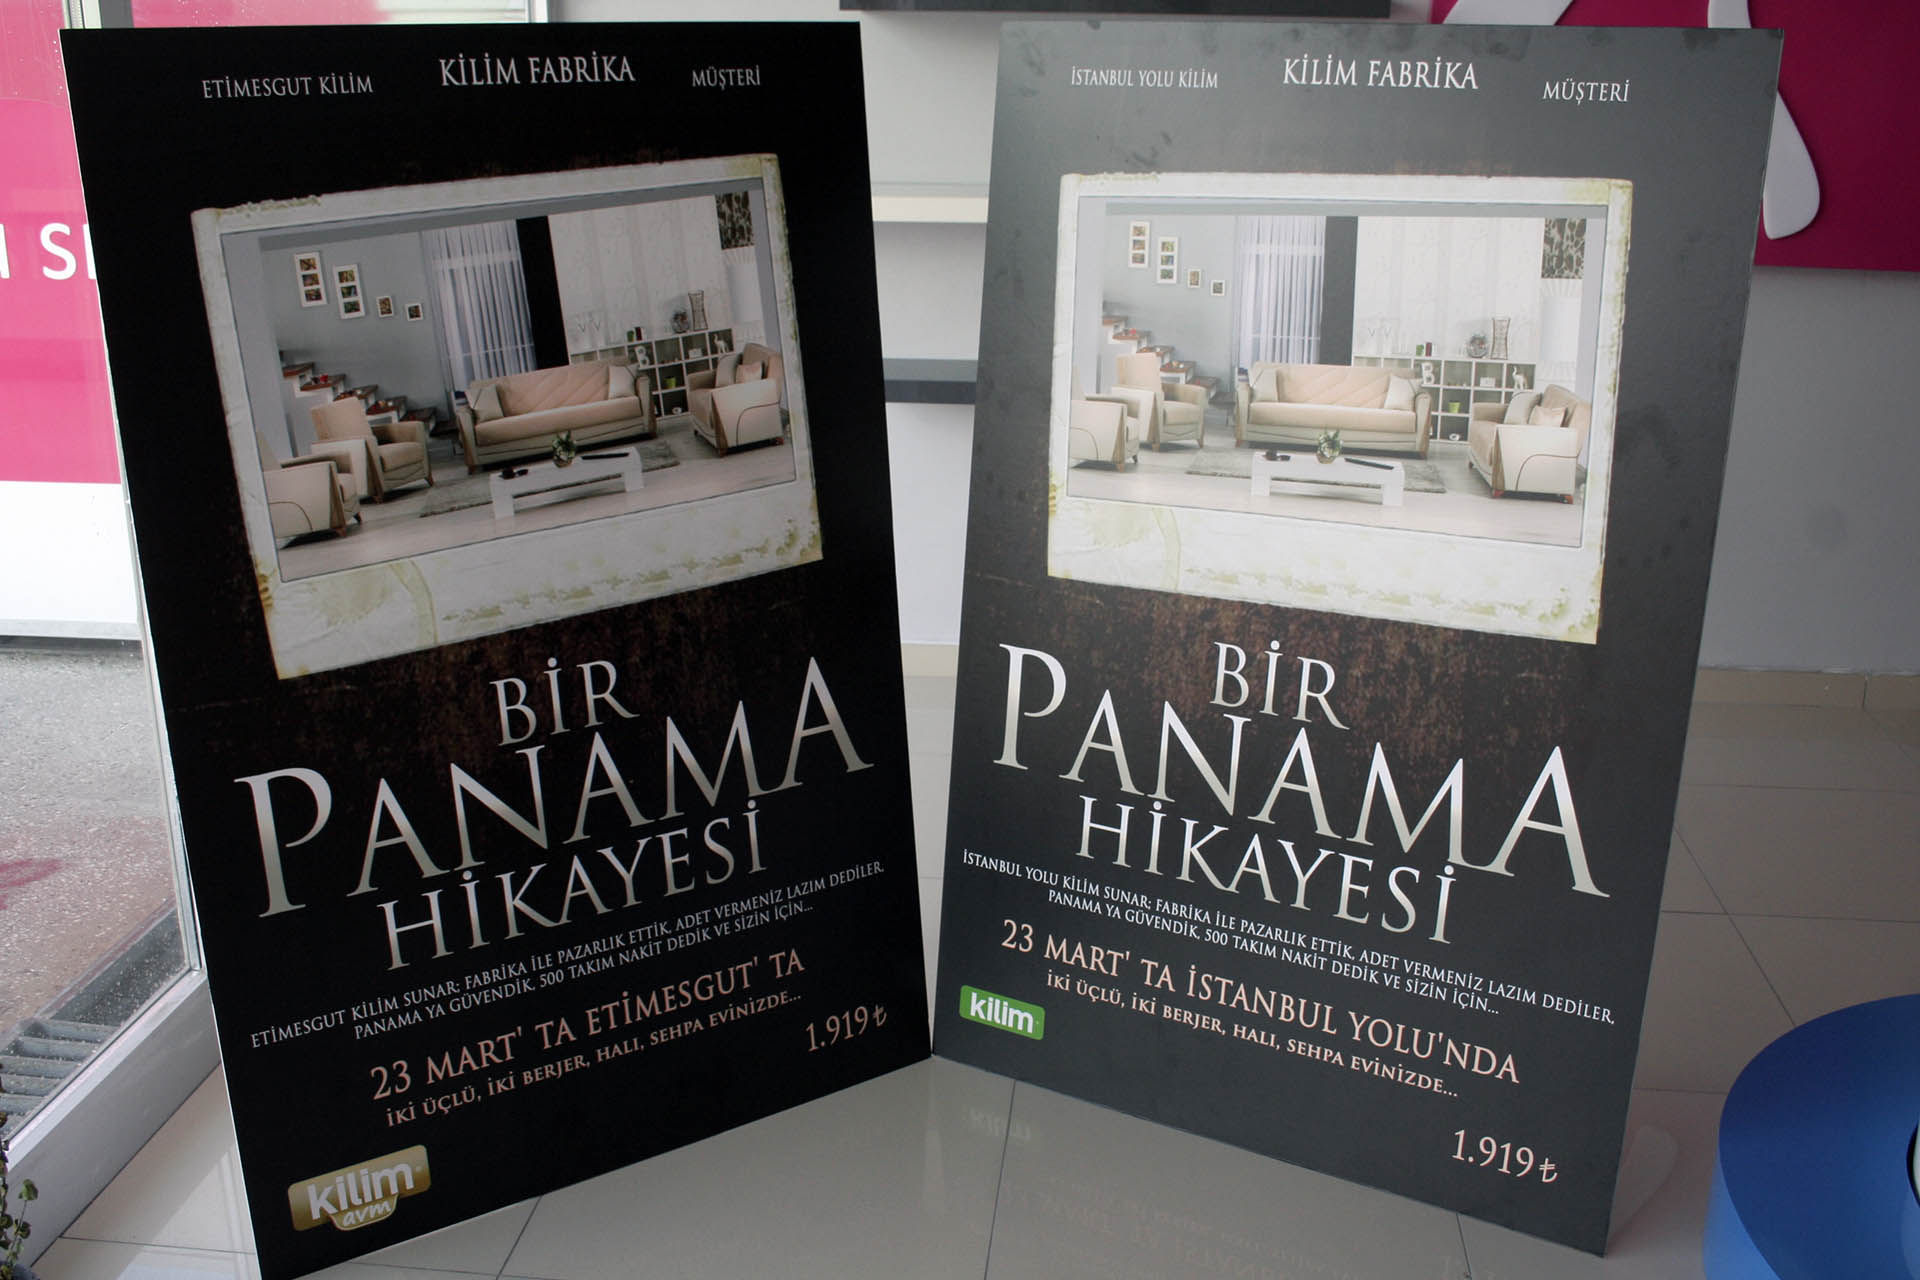 ETİMESGUT KİLİM
KİLİM FABRİKA
MÜŞTERİ
BİR
PANAMA
HİKAYESİ
ETİMESGUT KİLİM SUNAR; FABRİKA İLE PAZARLIK ETTİK, ADET VERMENİZ LAZIM DEDİLER,
PANAMA YA GÜVENDİK, 500 TAKIM NAKİT DEDİK VE SİZİN İÇİN...
23 MART' TA ETİMESGUT' TA
İKİ ÜÇLÜ, İKİ BERJER, HALI, SEHPA EVİNİZDE...
1.919 ₺
kilim
avm
İSTANBUL YOLU KİLİM
KİLİM FABRİKA
MÜŞTERİ
BİR
PANAMA
HİKAYESİ
İSTANBUL YOLU KİLİM SUNAR; FABRİKA İLE PAZARLIK ETTİK, ADET VERMENİZ LAZIM DEDİLER,
PANAMA YA GÜVENDİK, 500 TAKIM NAKİT DEDİK VE SİZİN İÇİN...
23 MART' TA İSTANBUL YOLU'NDA
İKİ ÜÇLÜ, İKİ BERJER, HALI, SEHPA EVİNİZDE...
kilim
1.919 ₺